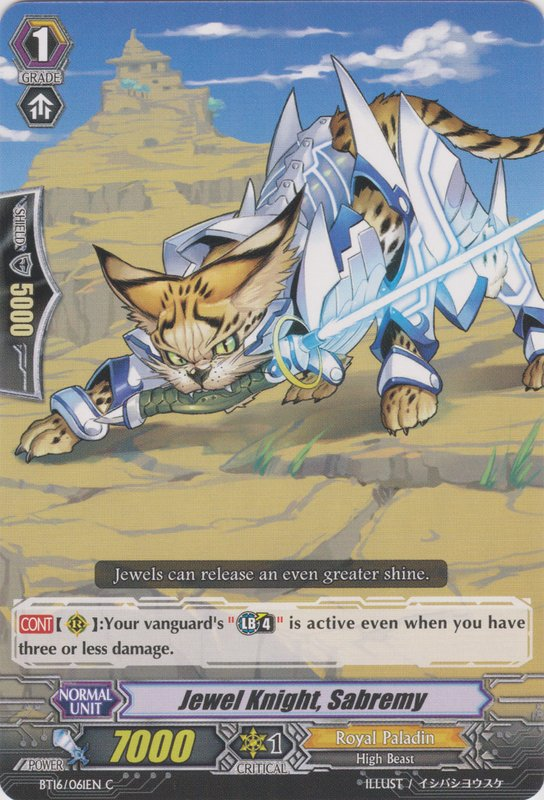 1
GRADE
SHIELD
5000
Jewels can release an even greater shine.
CONT【 R 】:Your vanguard's "LB4" is active even when you have
three or less damage.
NORMAL
UNIT
Jewel Knight, Sabremy
POWER
7000
1
CRITICAL
Royal Paladin
High Beast
BT16/061EN C
ILLUST / イシバシヨウスケ